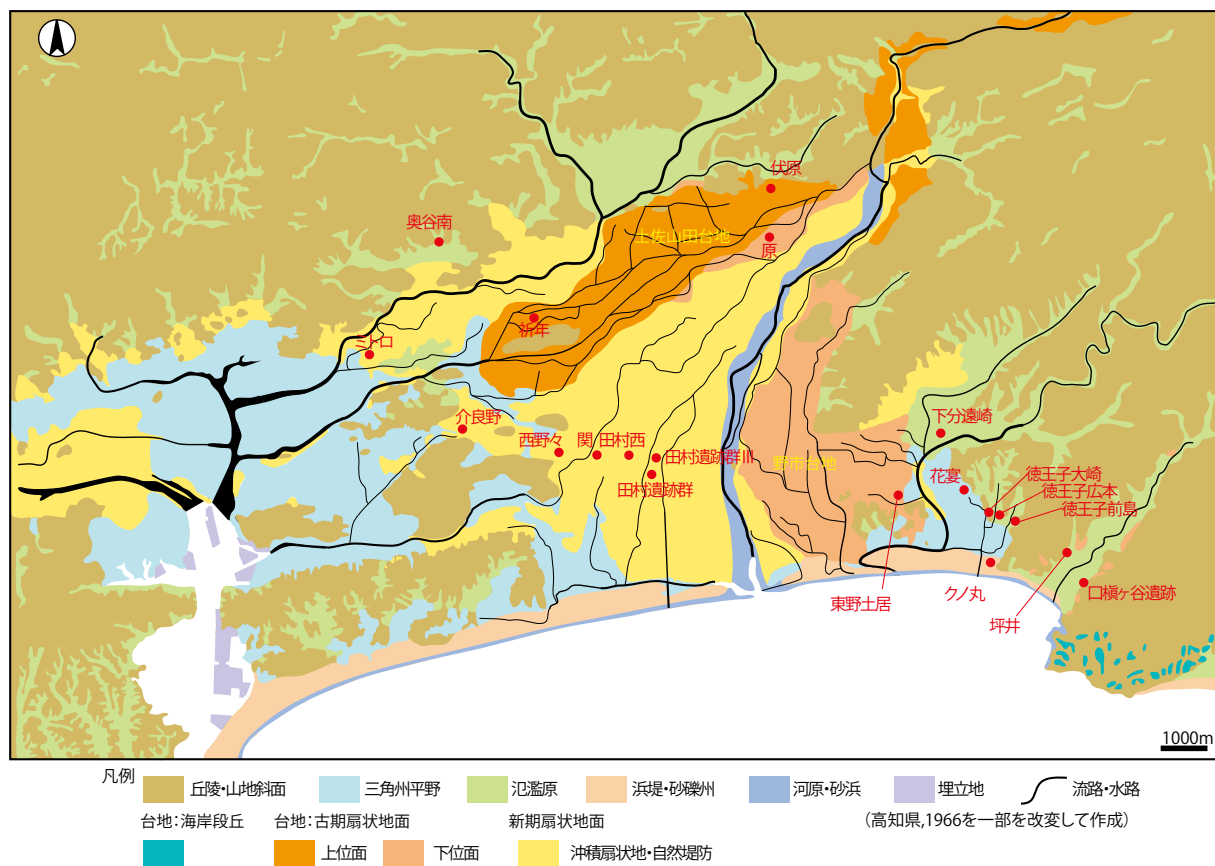 伏原
奥谷南
土佐山田台地
原
祈年
ミトロ
介良野
下分遠崎
西野々
関
田村西
田村遺跡群Ⅲ
野市台地
田村遺跡群
花宴
徳王子大崎
徳王子広本
徳王子前島
東野土居
クノ丸
坪井
口槇ヶ谷遺跡
1000m
凡例
丘陵・山地斜面
三角州平野
氾濫原
浜堤・砂礫州
河原・砂浜
埋立地
流路・水路
台地：海岸段丘
台地：古期扇状地面
新期扇状地面
(高知県,1966を一部を改変して作成)
上位面
下位面
沖積扇状地・自然堤防